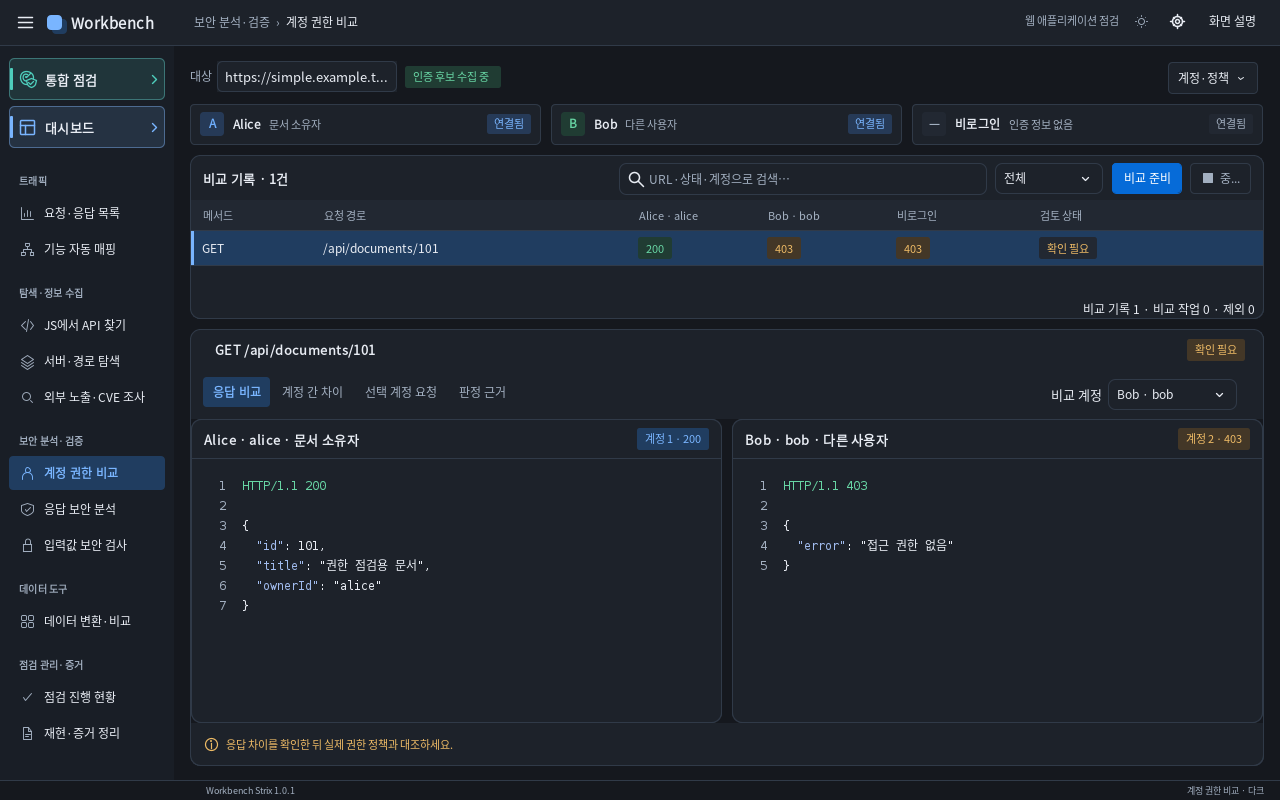 Workbench
보안 분석·검증 › 계정 권한 비교
웹 애플리케이션 점검
화면 설명
통합 점검
대시보드
트래픽
요청·응답 목록
기능 자동 매핑
탐색·정보 수집
JS에서 API 찾기
서버·경로 탐색
외부 노출·CVE 조사
보안 분석·검증
계정 권한 비교
응답 보안 분석
입력값 보안 검사
데이터 도구
데이터 변환·비교
점검 관리·증거
점검 진행 현황
재현·증거 정리
대상 https://simple.example.t... 인증 후보 수집 중
계정·정책
A Alice 문서 소유자 연결됨
B Bob 다른 사용자 연결됨
— 비로그인 인증 정보 없음 연결됨
비교 기록 · 1건
URL·상태·계정으로 검색…
전체
비교 준비
중...
메서드 요청 경로 Alice · alice Bob · bob 비로그인 검토 상태
GET /api/documents/101 200 403 403 확인 필요
비교 기록 1 · 비교 작업 0 · 제외 0
GET /api/documents/101 확인 필요
응답 비교 계정 간 차이 선택 계정 요청 판정 근거
비교 계정 Bob · bob
Alice · alice · 문서 소유자 계정 1 · 200
1 HTTP/1.1 200
2
3 {
4 "id": 101,
5 "title": "권한 점검용 문서",
6 "ownerId": "alice"
7 }
Bob · bob · 다른 사용자 계정 2 · 403
1 HTTP/1.1 403
2
3 {
4 "error": "접근 권한 없음"
5 }
응답 차이를 확인한 뒤 실제 권한 정책과 대조하세요.
Workbench Strix 1.0.1
계정 권한 비교 · 다크